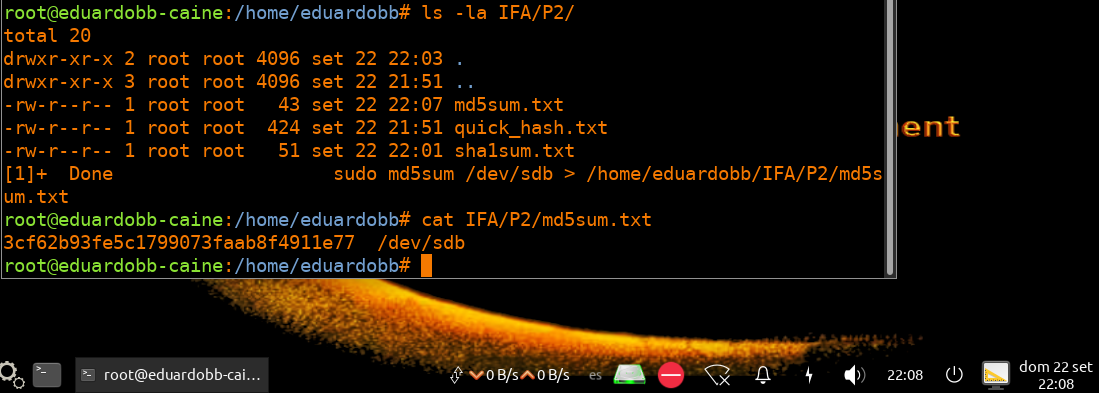 root@eduardobb-caine:/home/eduardobb# ls -la IFA/P2/
total 20
drwxr-xr-x 2 root root 4096 set 22 22:03 .
drwxr-xr-x 3 root root 4096 set 22 21:51 ..
-rw-r--r-- 1 root root   43 set 22 22:07 md5sum.txt
-rw-r--r-- 1 root root  424 set 22 21:51 quick_hash.txt
-rw-r--r-- 1 root root   51 set 22 22:01 sha1sum.txt
[1]+  Done                    sudo md5sum /dev/sdb > /home/eduardobb/IFA/P2/md5s
um.txt
root@eduardobb-caine:/home/eduardobb# cat IFA/P2/md5sum.txt
3cf62b93fe5c1799073faab8f4911e77  /dev/sdb
root@eduardobb-caine:/home/eduardobb#
ent
root@eduardobb-cai... 0 B/s 0 B/s es 22:08 dom 22 set
22:08